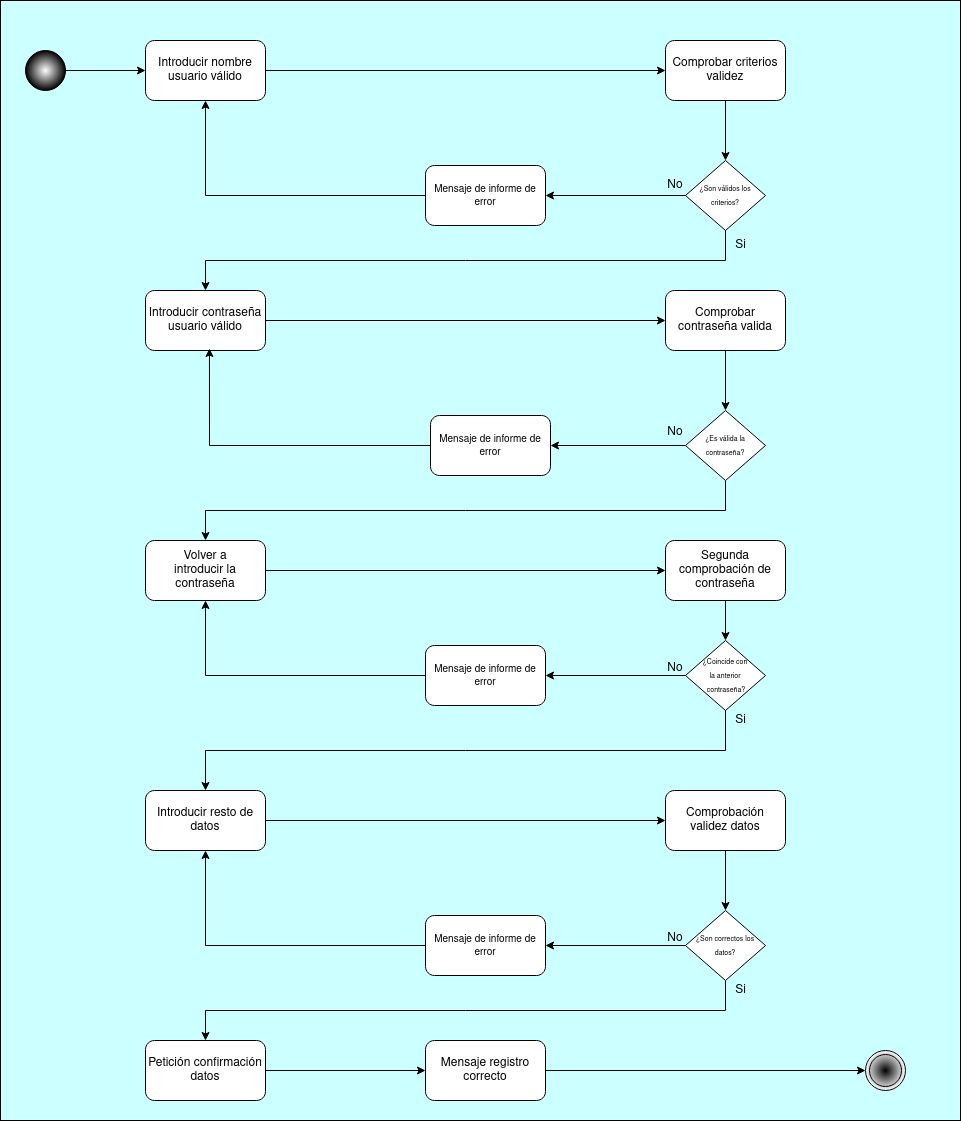 Introducir nombre
usuario válido
Comprobar criterios
validez
Mensaje de informe de
error
No
¿Son válidos los
criterios?
Si
Introducir contraseña
usuario válido
Comprobar
contraseña valida
Mensaje de informe de
error
No
¿Es válida la
contraseña?
Volver a
introducir la
contraseña
Segunda
comprobación de
contraseña
Mensaje de informe de
error
No
¿Coincide con
la anterior
contraseña?
Si
Introducir resto de
datos
Comprobación
validez datos
Mensaje de informe de
error
No
¿Son correctos los
datos?
Si
Petición confirmación
datos
Mensaje registro
correcto